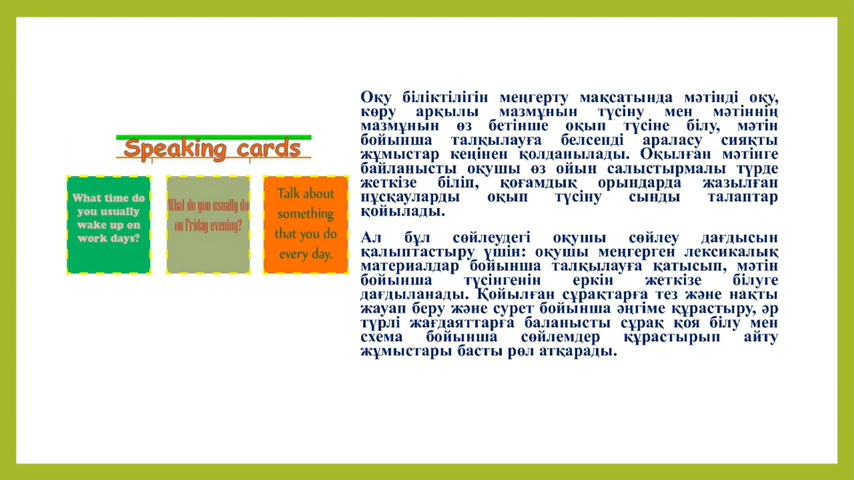 Speaking cards
What time do
you usually
wake up on
work days?
What do you usually do
on Friday evening?
Talk about
something
that you do
every day.
Оқу біліктілігін меңгерту мақсатында мәтінді оқу,
көру арқылы мазмұнын түсіну мен мәтіннің
мазмұнын өз бетінше оқып түсіне білу, мәтін
бойынша талқылауға белсенді араласу сияқты
жұмыстар кеңінен қолданылады. Оқылған мәтінге
байланысты оқушы өз ойын салыстырмалы түрде
жеткізе біліп, қоғамдық орындарда жазылған
нұсқауларды оқып түсіну сынды талаптар
қойылады.
Ал бұл сөйлеудегі оқушы сөйлеу дағдысын
қалыптастыру үшін: оқушы меңгерген лексикалық
материалдар бойынша талқылауға қатысып, мәтін
бойынша түсінгенін еркін жеткізе білуге
дағдыланады. Қойылған сұрақтарға тез және нақты
жауап беру және сурет бойынша әңгіме құрастыру, әр
түрлі жағдаяттарға баланысты сұрақ қоя білу мен
схема бойынша сөйлемдер құрастырып айту
жұмыстары басты рөл атқарады.